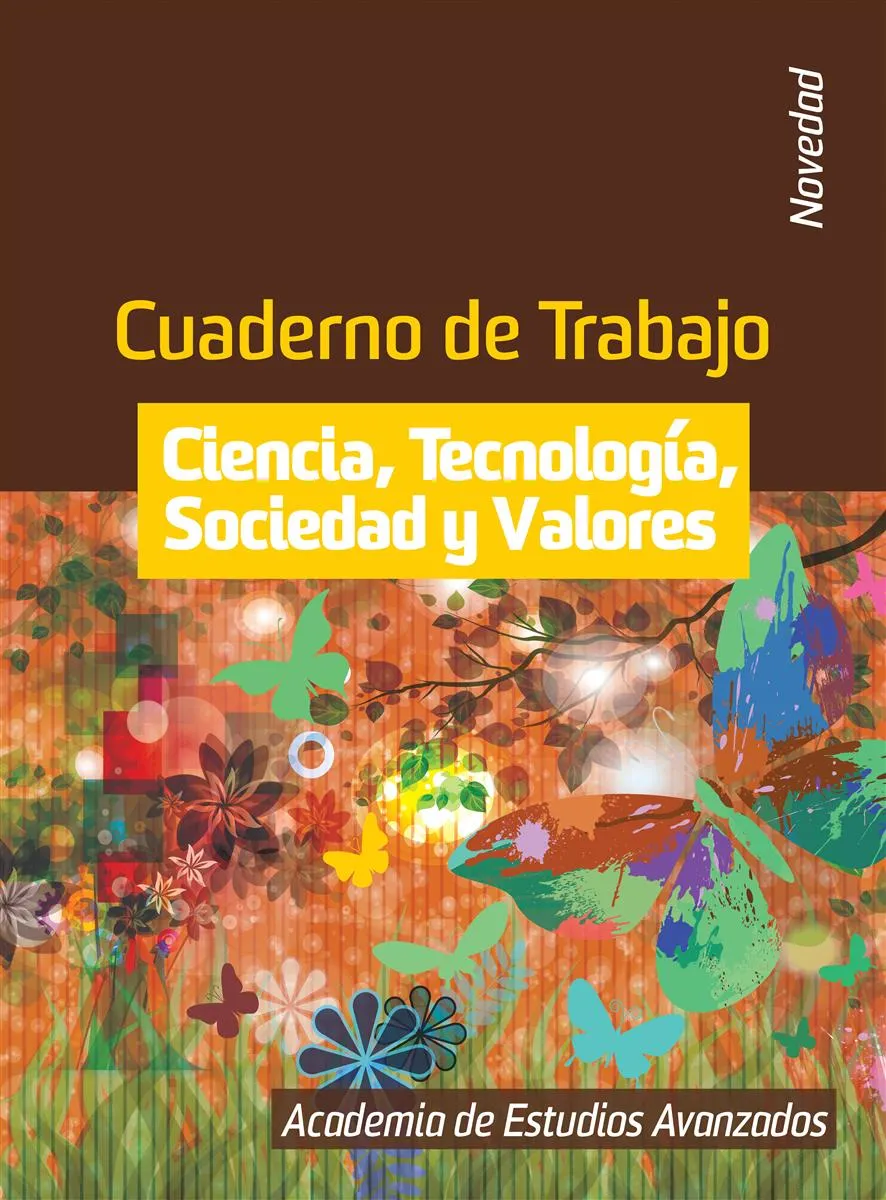 Novedad
Cuaderno de Trabajo
Ciencia, Tecnología,
Sociedad y Valores
Academia de Estudios Avanzados